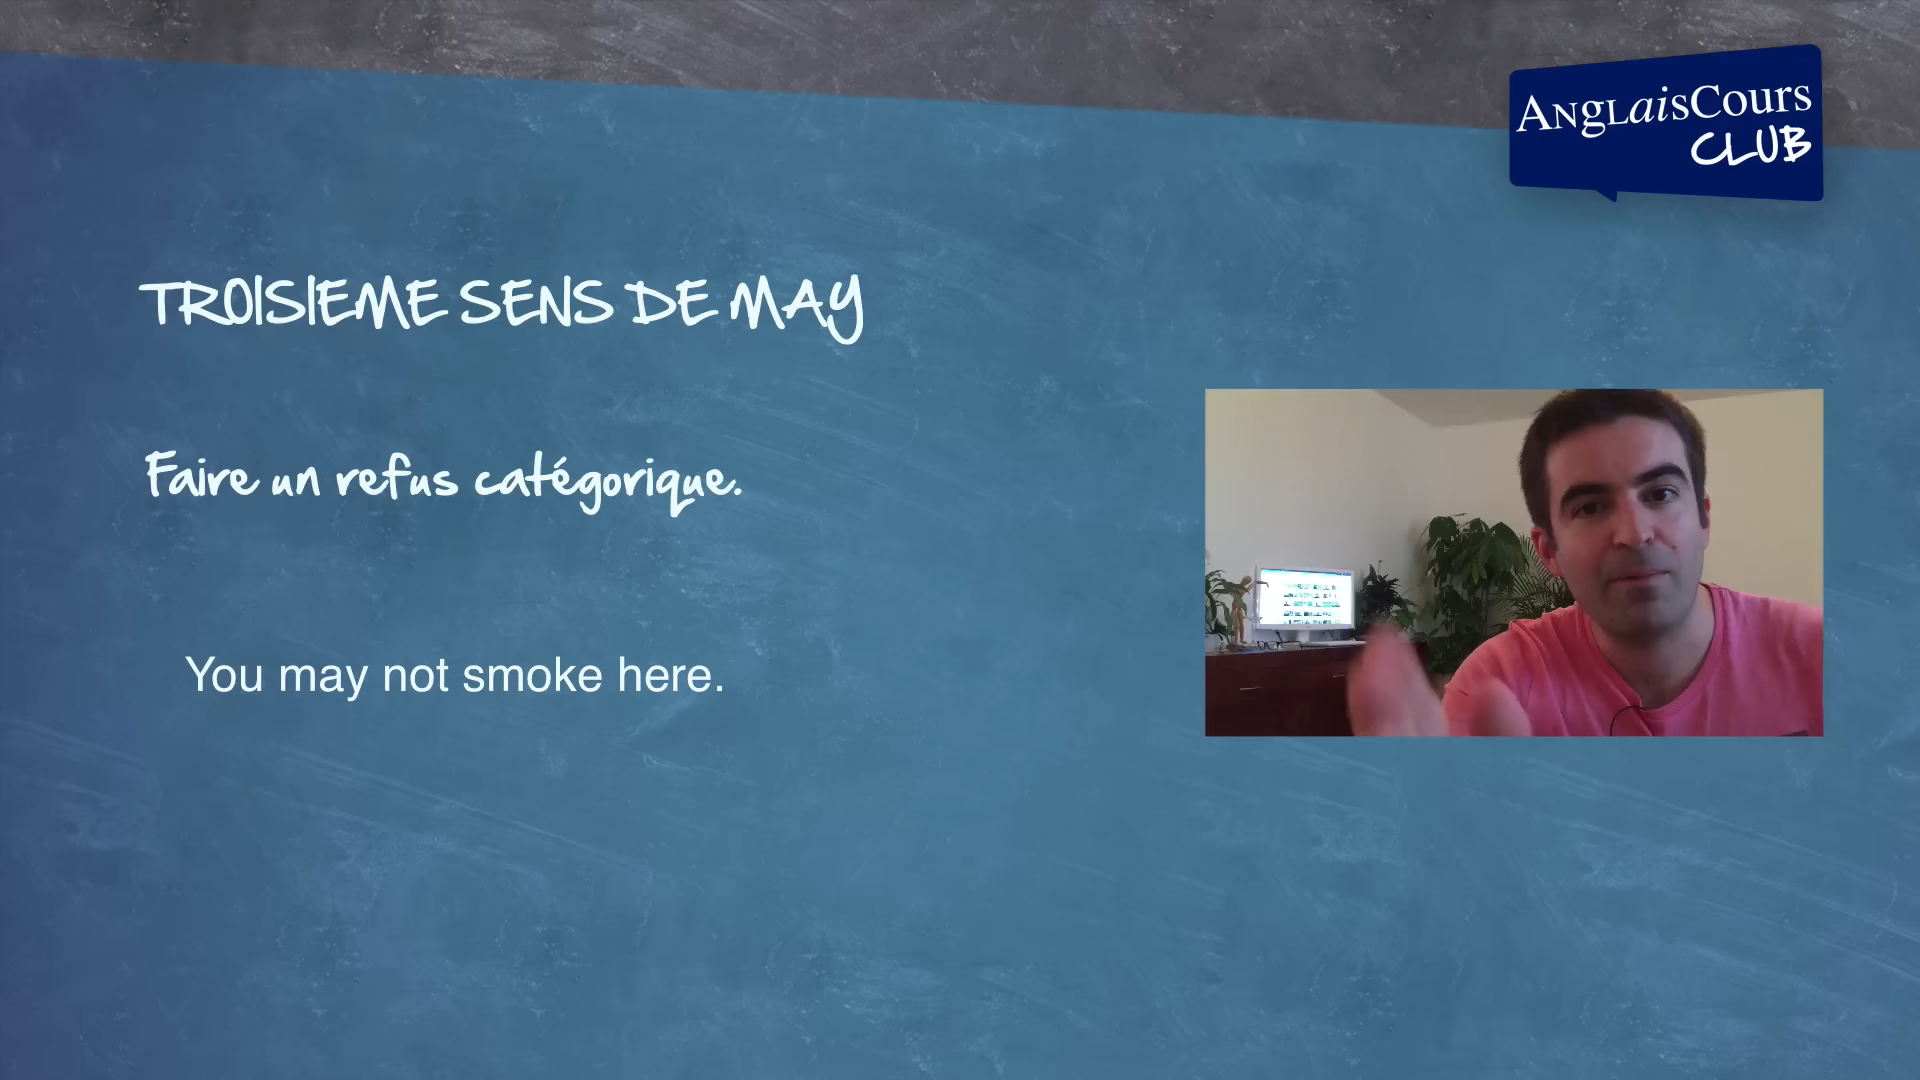 AnglaisCours
CLUB
TROISIEME SENS DE MAY
Faire un refus catégorique.
You may not smoke here.